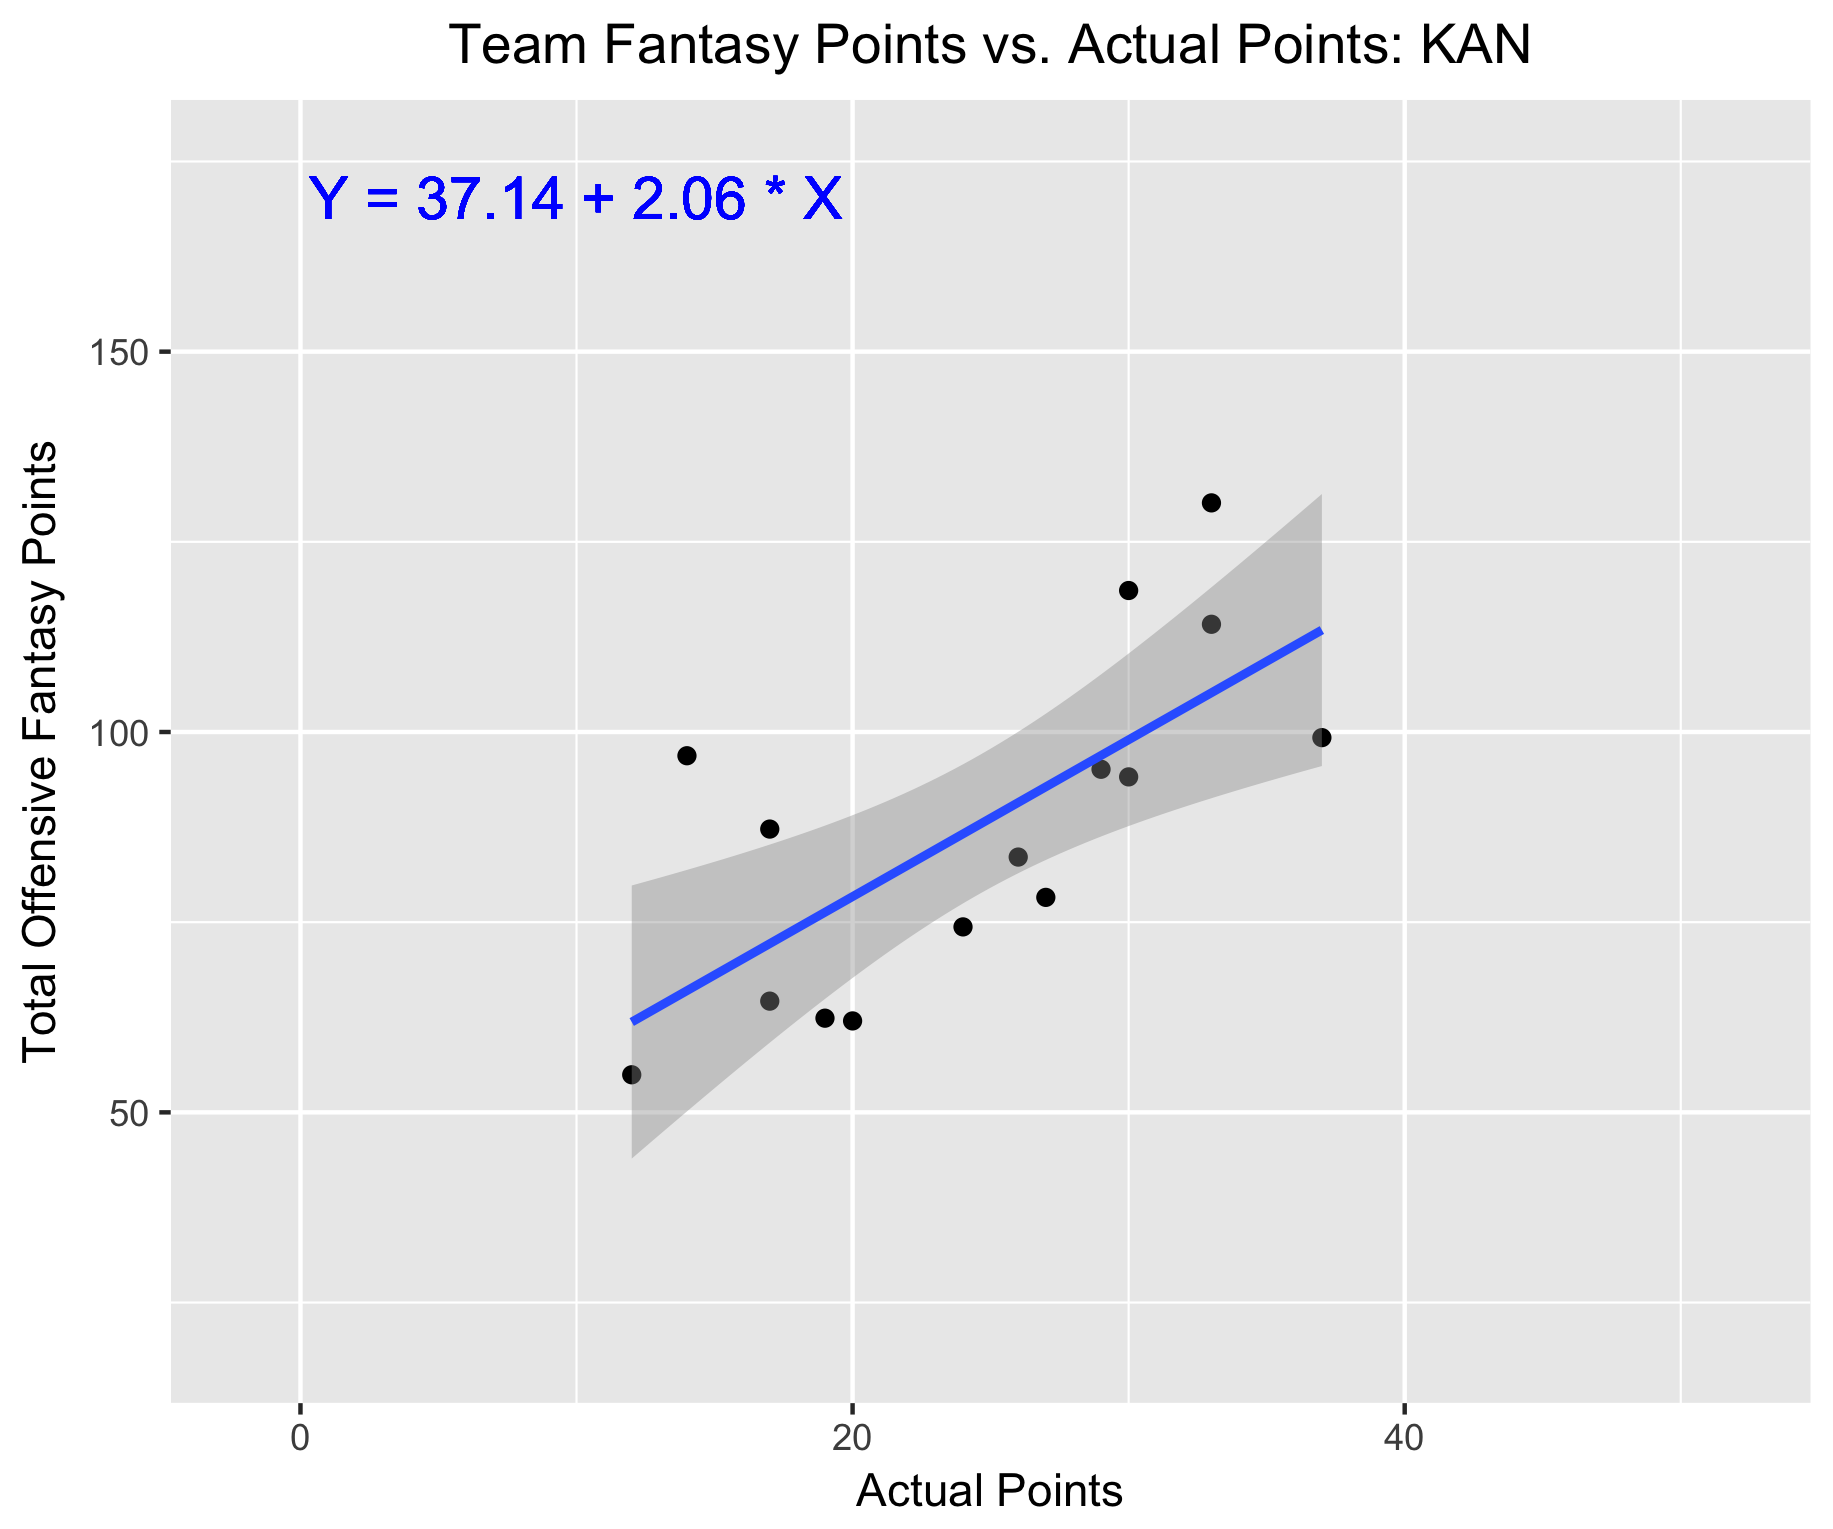 Team Fantasy Points vs. Actual Points: KAN
Y = 37.14 + 2.06 * X
Total Offensive Fantasy Points
150
100
50
0
20
40
Actual Points